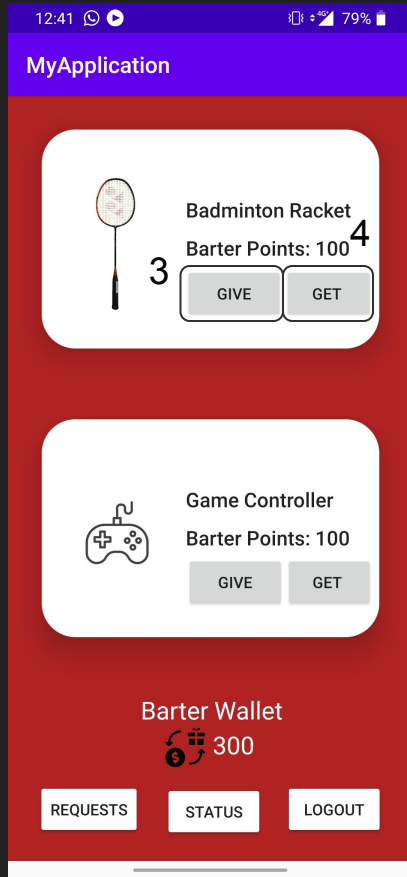 12:41 4G+ 79%
MyApplication
Badminton Racket
4
Barter Points: 100
3
GIVE GET
Game Controller
Barter Points: 100
GIVE GET
Barter Wallet
$ 300
REQUESTS STATUS LOGOUT